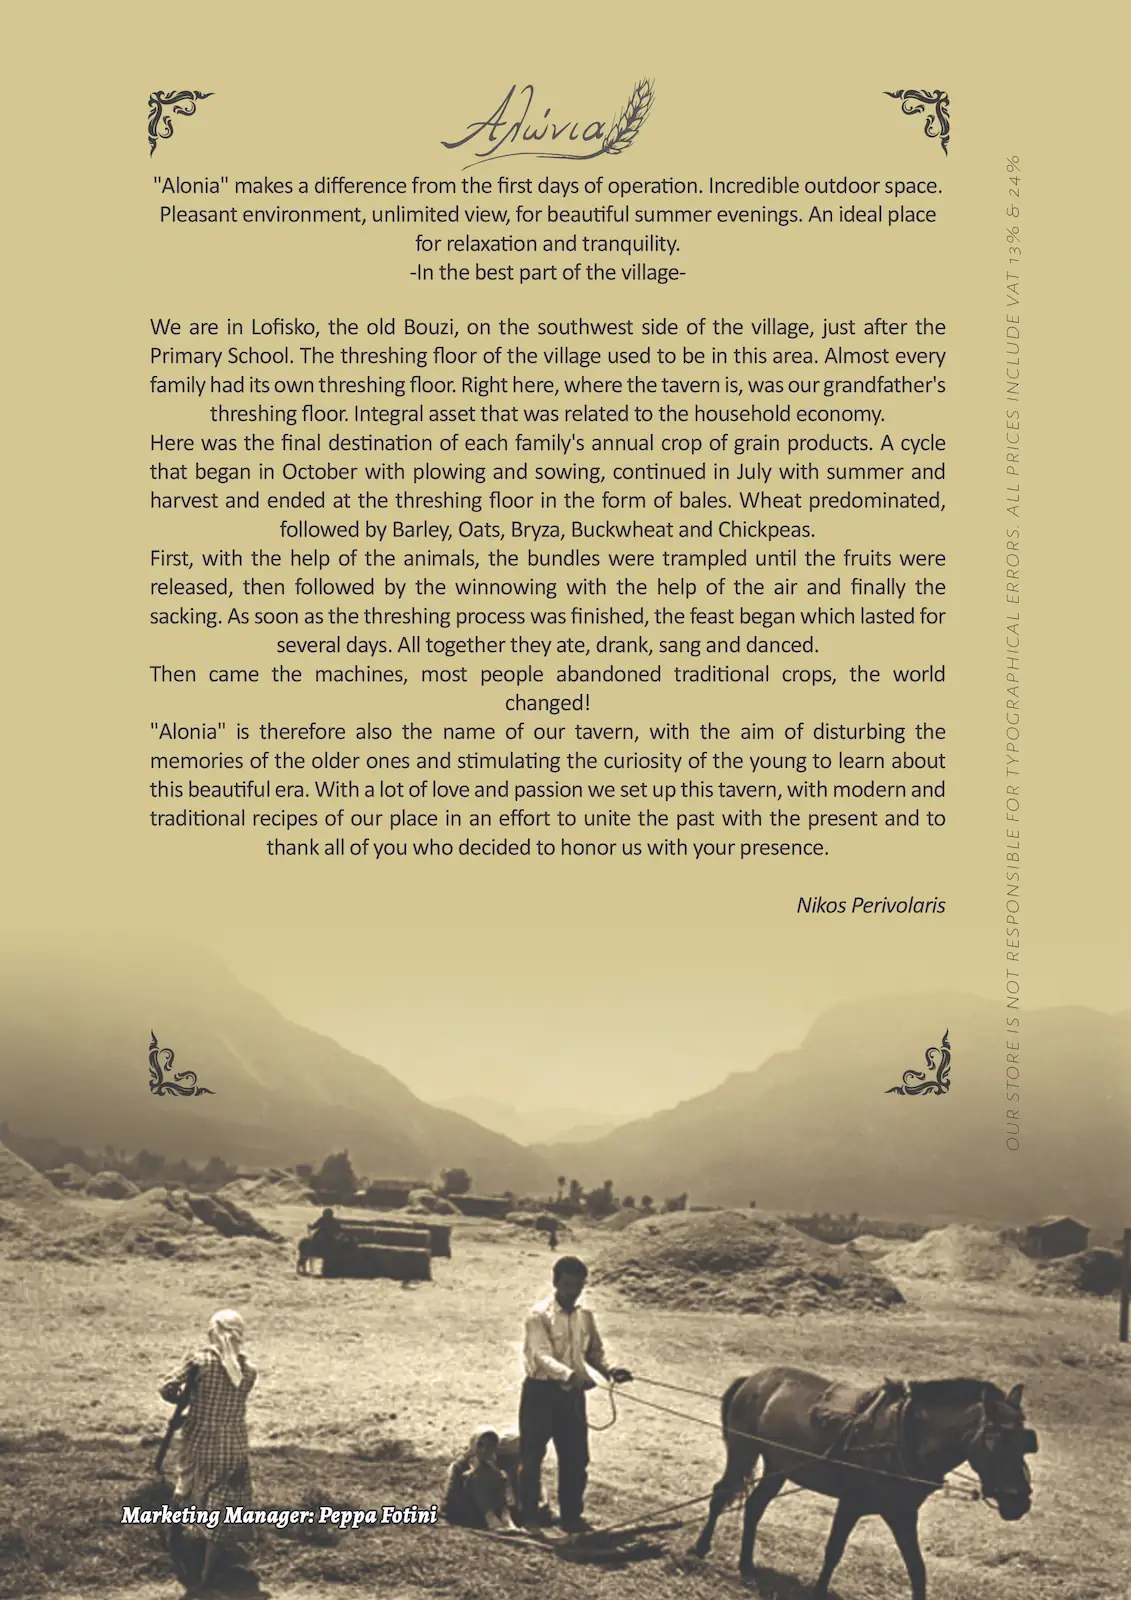 Αλώνια
"Alonia" makes a difference from the first days of operation. Incredible outdoor space.
Pleasant environment, unlimited view, for beautiful summer evenings. An ideal place
for relaxation and tranquility.
-In the best part of the village-
We are in Lofisko, the old Bouzi, on the southwest side of the village, just after the
Primary School. The threshing floor of the village used to be in this area. Almost every
family had its own threshing floor. Right here, where the tavern is, was our grandfather's
threshing floor. Integral asset that was related to the household economy.
Here was the final destination of each family's annual crop of grain products. A cycle
that began in October with plowing and sowing, continued in July with summer and
harvest and ended at the threshing floor in the form of bales. Wheat predominated,
followed by Barley, Oats, Bryza, Buckwheat and Chickpeas.
First, with the help of the animals, the bundles were trampled until the fruits were
released, then followed by the winnowing with the help of the air and finally the
sacking. As soon as the threshing process was finished, the feast began which lasted for
several days. All together they ate, drank, sang and danced.
Then came the machines, most people abandoned traditional crops, the world
changed!
"Alonia" is therefore also the name of our tavern, with the aim of disturbing the
memories of the older ones and stimulating the curiosity of the young to learn about
this beautiful era. With a lot of love and passion we set up this tavern, with modern and
traditional recipes of our place in an effort to unite the past with the present and to
thank all of you who decided to honor us with your presence.
Nikos Perivolaris
OUR STORE IS NOT RESPONSIBLE FOR TYPOGRAPHICAL ERRORS. ALL PRICES INCLUDE VAT 13% & 24%
Marketing Manager: Peppa Fotini